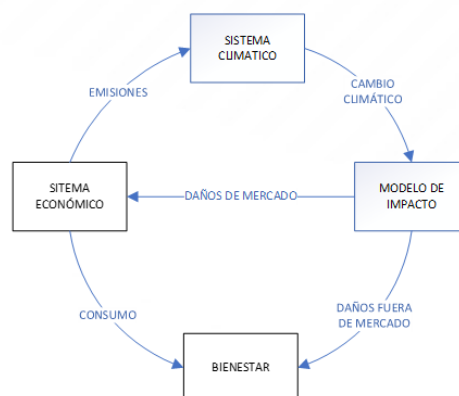 SISTEMA
CLIMATICO
EMISIONES
CAMBIO
CLIMÁTICO
SITEMA
ECONÓMICO
DAÑOS DE MERCADO
MODELO DE
IMPACTO
CONSUMO
DAÑOS FUERA
DE MERCADO
BIENESTAR